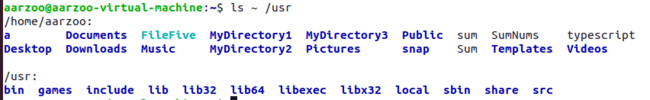 aarzoo@aarzoo-virtual-machine:~$ ls ~ /usr
/home/aarzoo:
a        Documents  FileFive  MyDirectory1  MyDirectory3  Public  sum  SumNums    typescript
Desktop  Downloads  Music     MyDirectory2  Pictures      snap    Sum  Templates  Videos

/usr:
bin  games  include  lib  lib32  lib64  libexec  libx32  local  sbin  share  src